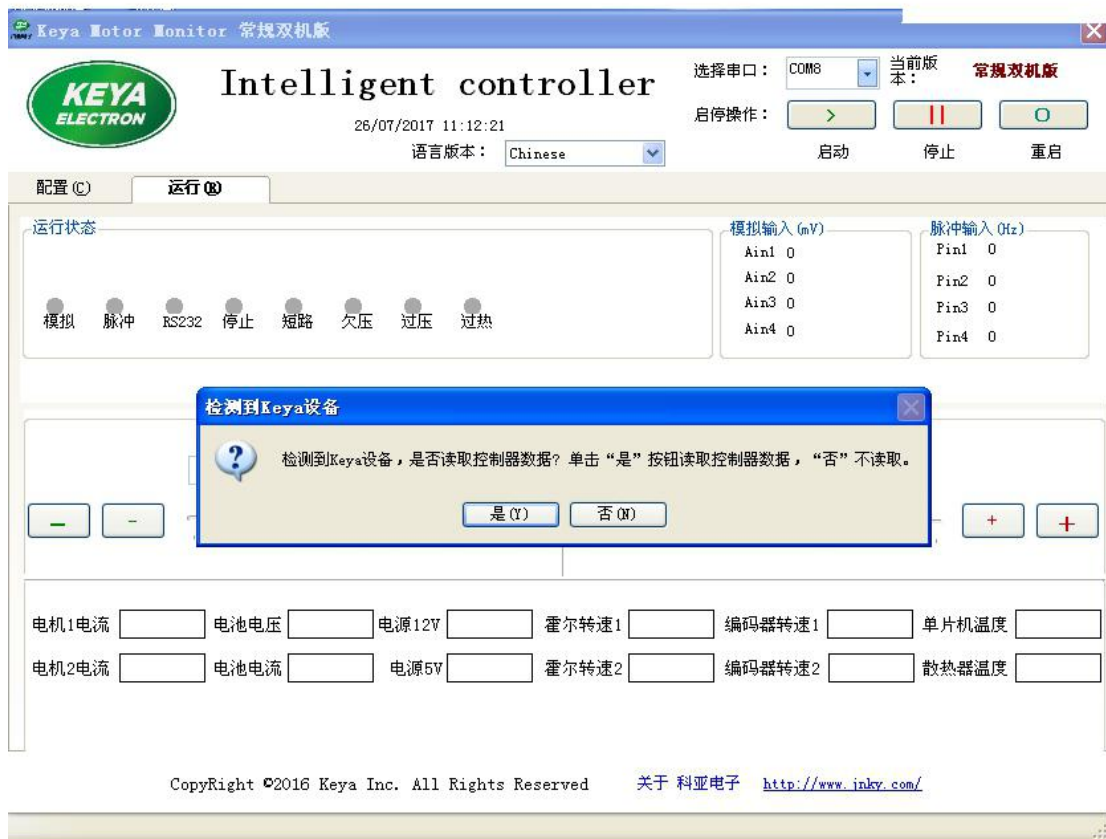 Keya Motor Monitor 常规双机版
KEYA
ELECTRON
Intelligent controller
26/07/2017 11:12:21
语言版本： Chinese
选择串口： COM8 当前版本： 常规双机版
启停操作： > || O
启动 停止 重启
配置(C) 运行(R)
运行状态
模拟 脉冲 RS232 停止 短路 欠压 过压 过热
模拟输入(mV)
Ain1 0
Ain2 0
Ain3 0
Ain4 0
脉冲输入(Hz)
Pin1 0
Pin2 0
Pin3 0
Pin4 0
检测到Keya设备
检测到Keya设备，是否读取控制器数据？单击“是”按钮读取控制器数据，“否”不读取。
是(Y) 否(N)
— - + +
电机1电流 电池电压 电源12V 霍尔转速1 编码器转速1 单片机温度
电机2电流 电池电流 电源5V 霍尔转速2 编码器转速2 散热器温度
CopyRight ©2016 Keya Inc. All Rights Reserved 关于 科亚电子 http://www.jnky.com/